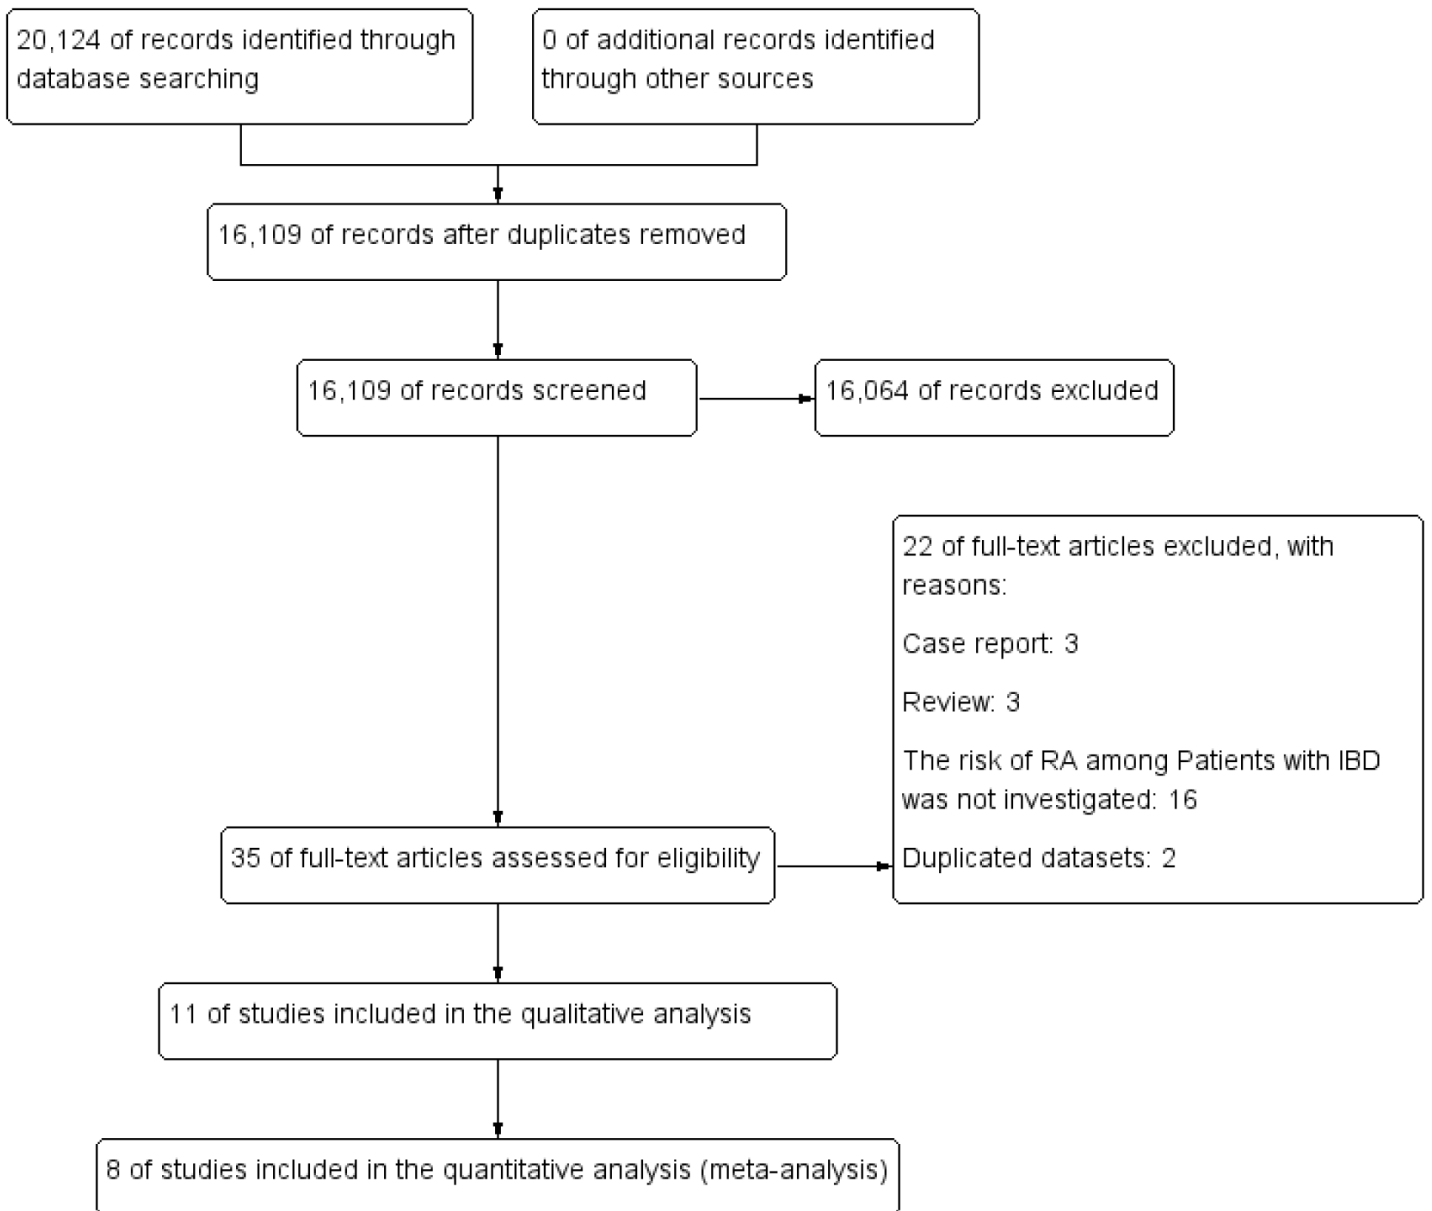 20,124 of records identified through
database searching
0 of additional records identified
through other sources
16,109 of records after duplicates removed
16,109 of records screened
16,064 of records excluded
22 of full-text articles excluded, with
reasons:
Case report: 3
Review: 3
The risk of RA among Patients with IBD
was not investigated: 16
Duplicated datasets: 2
35 of full-text articles assessed for eligibility
11 of studies included in the qualitative analysis
8 of studies included in the quantitative analysis (meta-analysis)